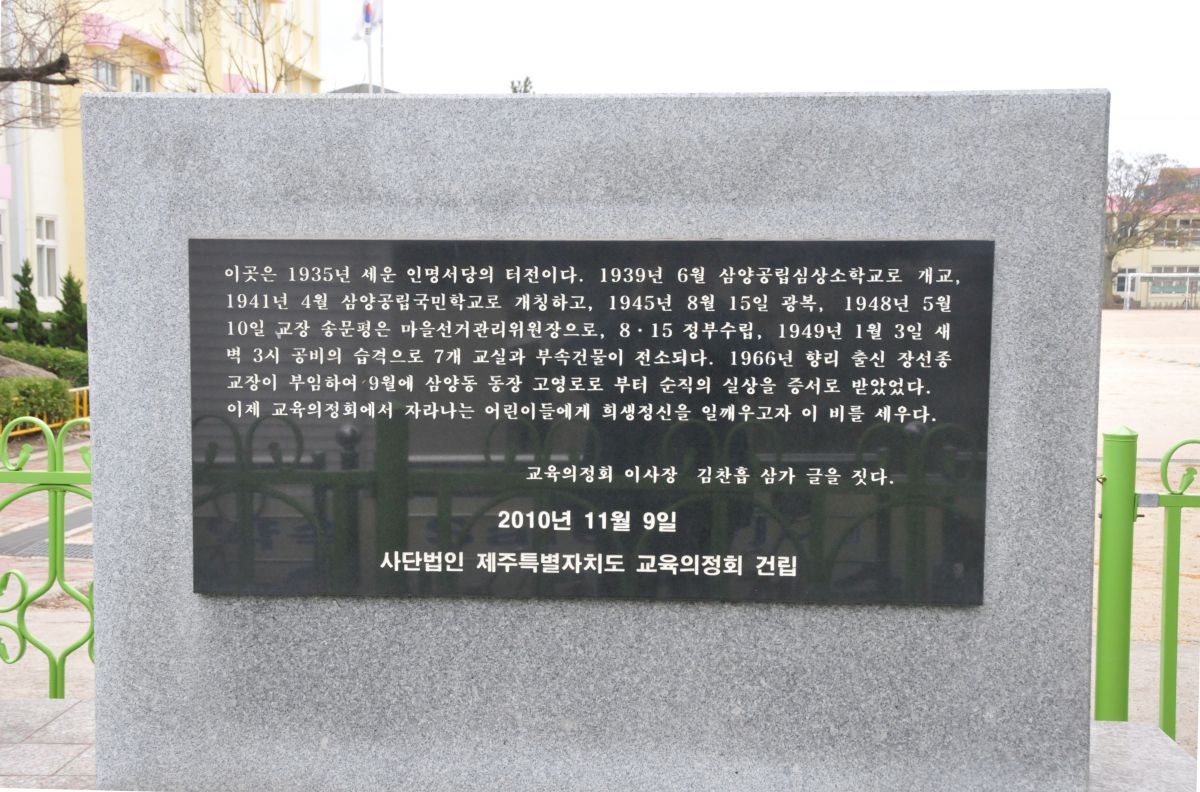 이곳은 1935년 세운 인명서당의 터전이다. 1939년 6월 삼양공립심상소학교로 개교,
1941년 4월 삼양공립국민학교로 개칭하고, 1945년 8월 15일 광복, 1948년 5월
10일 교장 송문평은 마을선거관리위원장으로, 8·15 정부수립, 1949년 1월 3일 새
벽 3시 공비의 습격으로 7개 교실과 부속건물이 전소되다. 1966년 향리 출신 장선종
교장이 부임하여 9월에 삼양동 동장 고영로로 부터 순직의 실상을 증서로 받았었다.
이제 교육의정회에서 자라나는 어린이들에게 희생정신을 일깨우고자 이 비를 세우다.
교육의정회 이사장 김찬흡 삼가 글을 짓다.
2010년 11월 9일
사단법인 제주특별자치도 교육의정회 건립